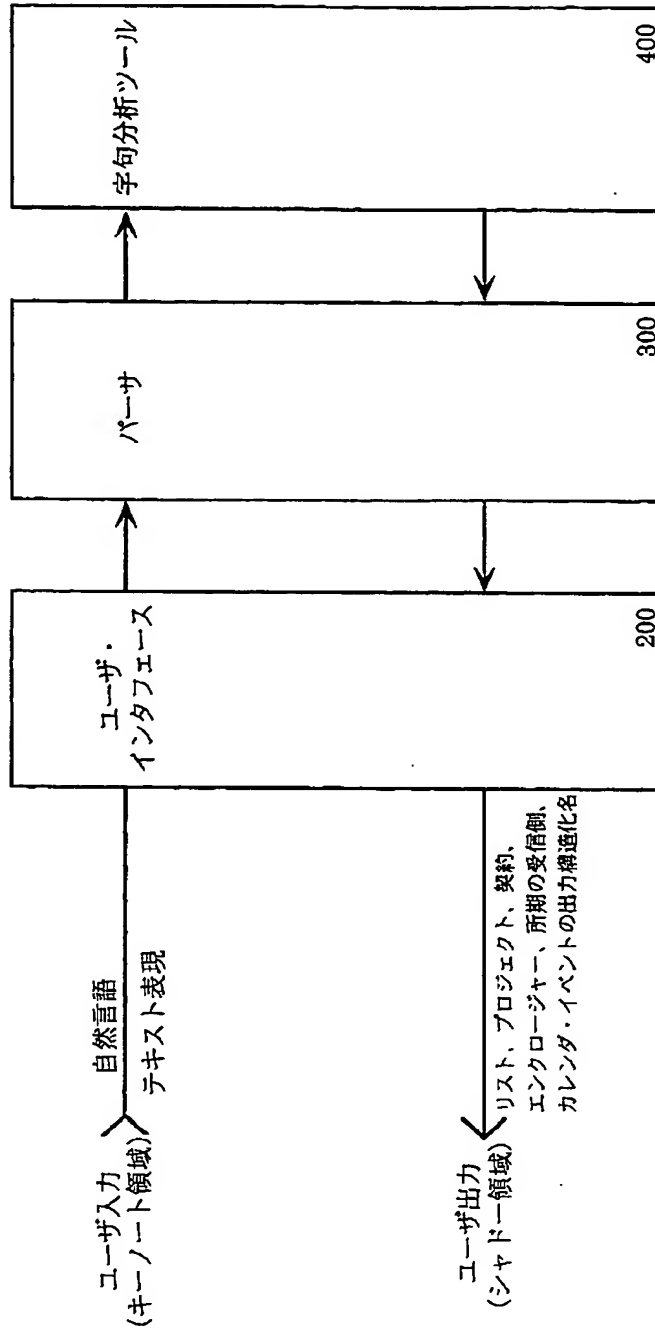 ユーザ入力
(キーノート領域)
自然言語
テキスト表現
ユーザ・
インタフェース
パーサ
字句分析ツール
ユーザ出力
(シャドー領域)
リスト、プロジェクト、契約、
エンクロージャー、所期の受信側、
カレンダ・イベントの出力構造化名
200
300
400